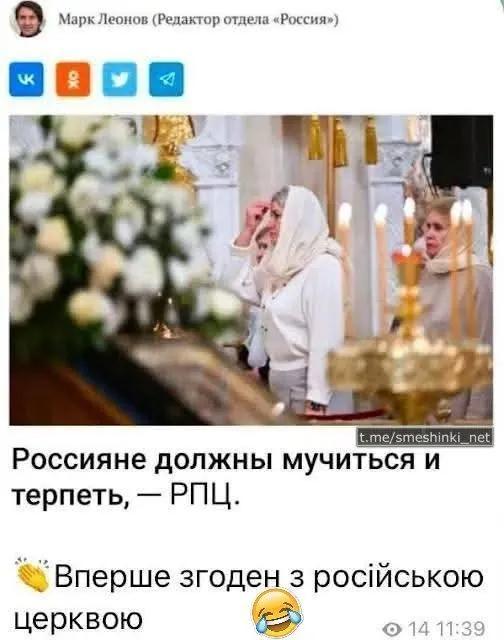 Марк Леонов (Редактор отдела «Россия»)
t.me/smeshinki_net
Россияне должны мучиться и
терпеть, — РПЦ.
👏Вперше згоден з російською
церквою 😂
14 11:39